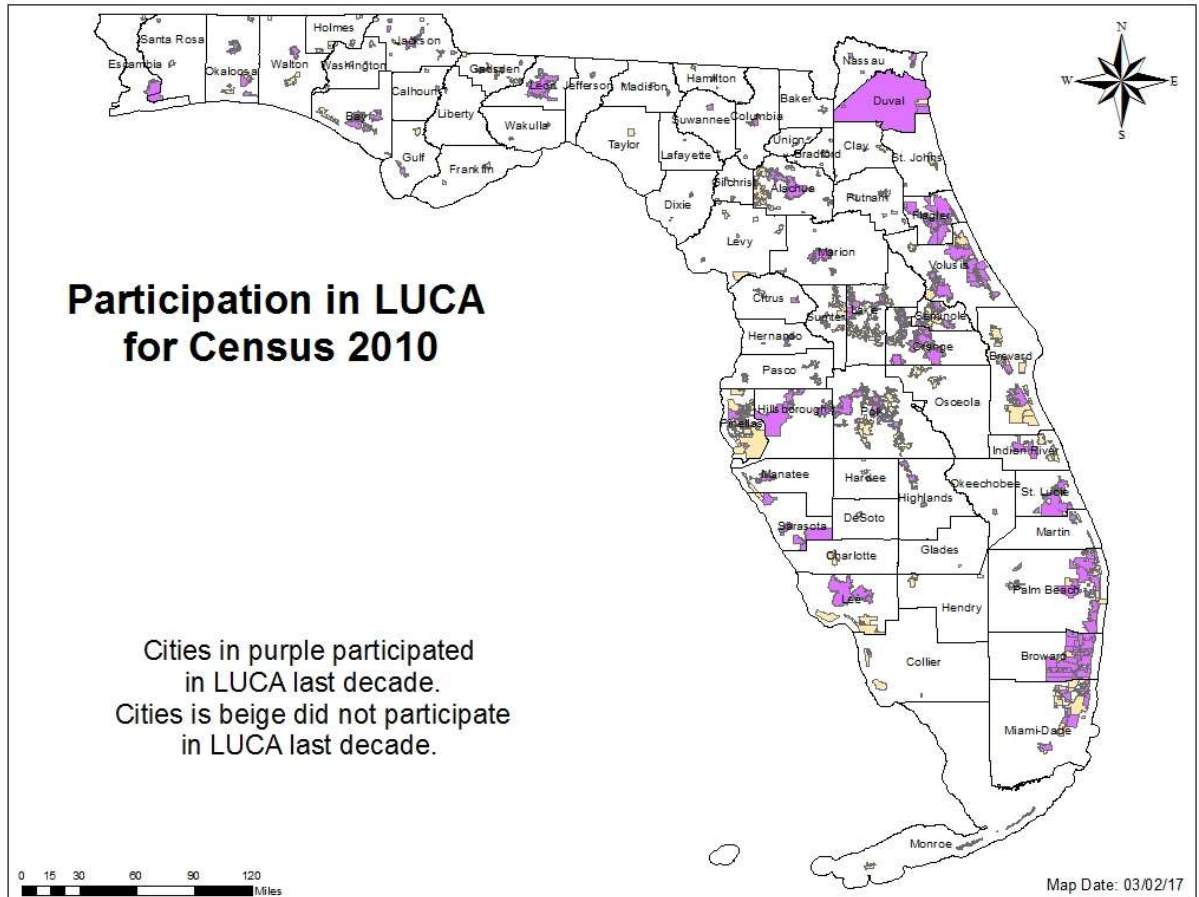 Participation in LUCA
for Census 2010
Cities in purple participated
in LUCA last decade.
Cities is beige did not participate
in LUCA last decade.
N
W
E
S
Holmes
Santa Rosa
Jackson
Escambia
Okaloosa
Walton
Washington
Gadsden
Leon
Jefferson
Madison
Hamilton
Nassau
Calhoun
Liberty
Wakulla
Suwannee
Columbia
Baker
Duval
Bay
Taylor
Lafayette
Union
Bradford
Clay
St. Johns
Gulf
Franklin
Gilchrist
Alachua
Putnam
Dixie
Flagler
Levy
Marion
Volusia
Citrus
Sumter
Lake
Seminole
Hernando
Orange
Brevard
Pasco
Osceola
Hillsborough
Polk
Pinellas
Indian River
Manatee
Hardee
Okeechobee
Highlands
St. Lucie
Sarasota
DeSoto
Martin
Charlotte
Glades
Lee
Hendry
Palm Beach
Collier
Broward
Miami-Dade
Monroe
0 15 30 60 90 120
Miles
Map Date: 03/02/17